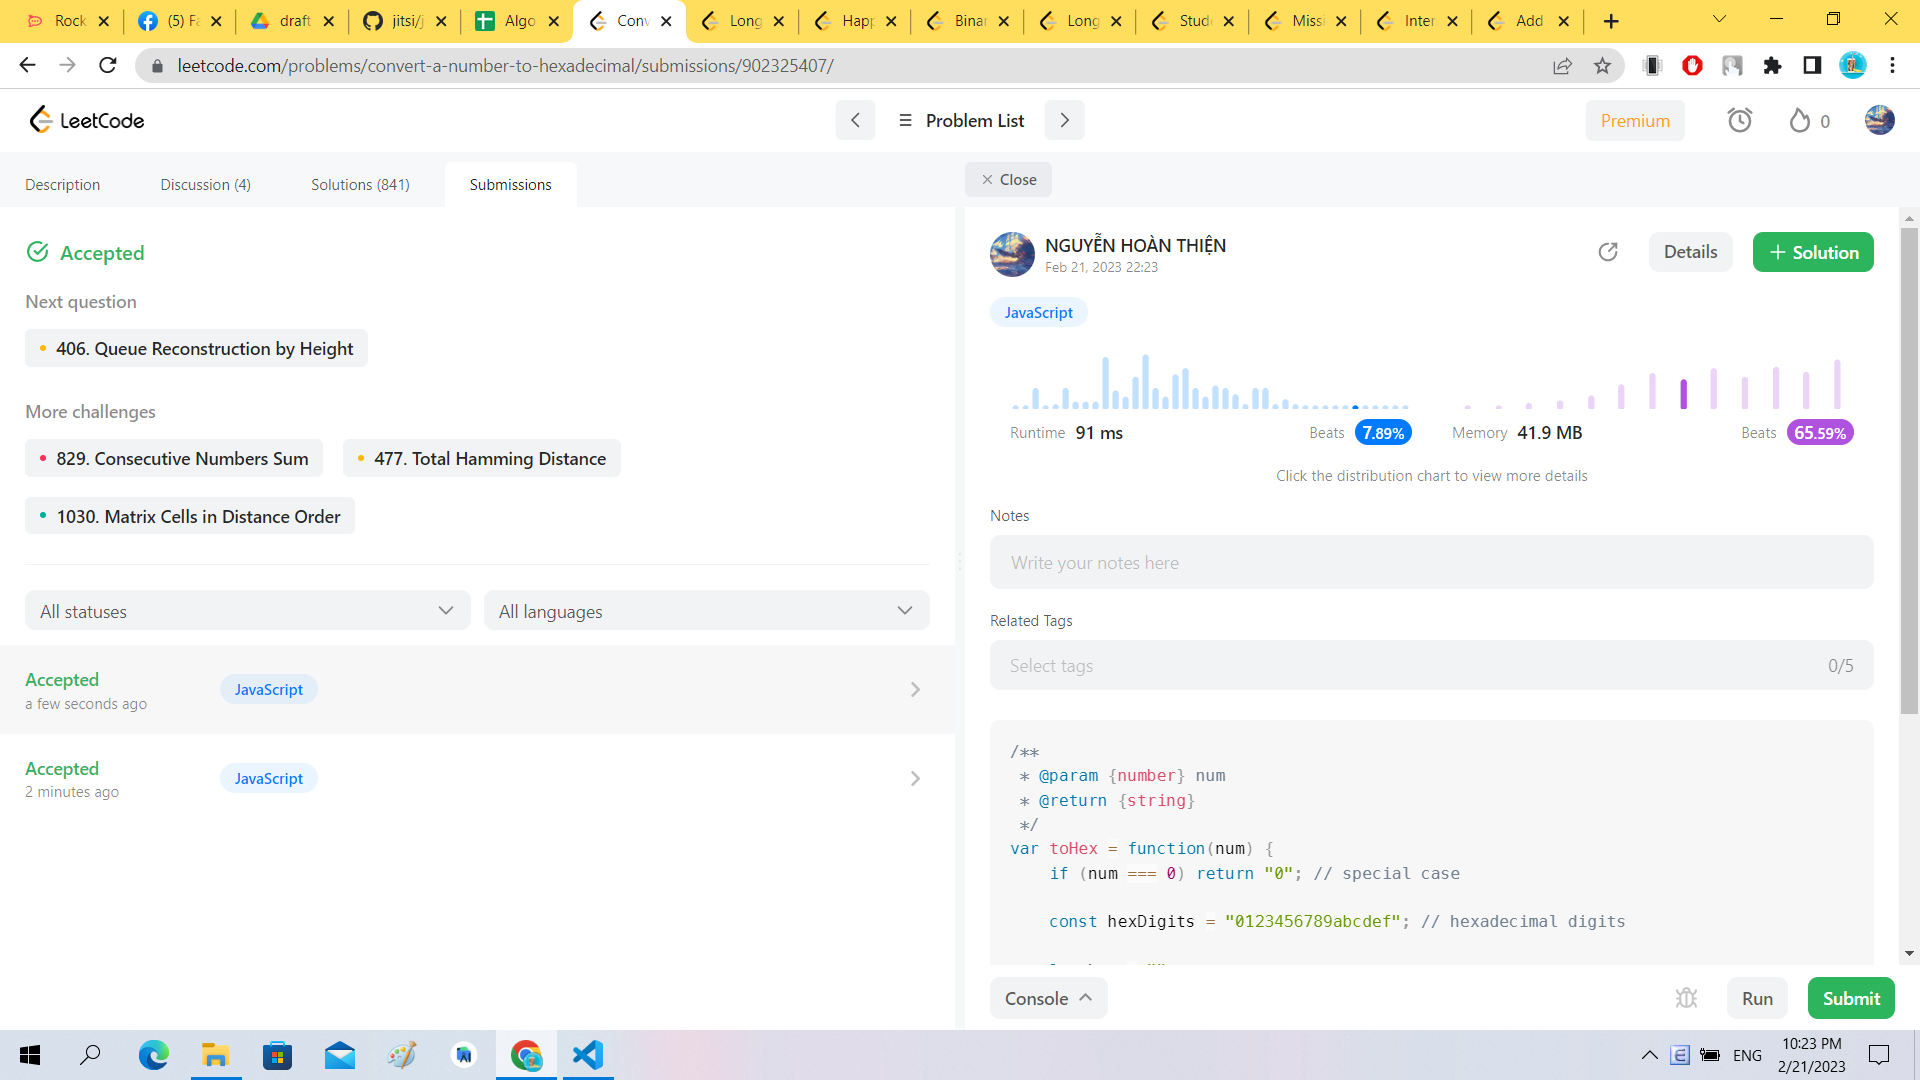 Rock
(5) Fa
draft
jitsi/j
Algo
Conv
Long
Happ
Binar
Long
Stude
Missi
Inter
Add
leetcode.com/problems/convert-a-number-to-hexadecimal/submissions/902325407/
LeetCode
Problem List
Premium
0
Description
Discussion (4)
Solutions (841)
Submissions
Close
Accepted
Next question
406. Queue Reconstruction by Height
More challenges
829. Consecutive Numbers Sum
477. Total Hamming Distance
1030. Matrix Cells in Distance Order
All statuses
All languages
Accepted
a few seconds ago
JavaScript
Accepted
2 minutes ago
JavaScript
NGUYỄN HOÀN THIỆN
Feb 21, 2023 22:23
Details
+ Solution
JavaScript
Runtime 91 ms
Beats 7.89%
Memory 41.9 MB
Beats 65.59%
Click the distribution chart to view more details
Notes
Write your notes here
Related Tags
Select tags
0/5
/**
* @param {number} num
* @return {string}
*/
var toHex = function(num) {
if (num === 0) return "0"; // special case
const hexDigits = "0123456789abcdef"; // hexadecimal digits
Console
Run
Submit
ENG
10:23 PM
2/21/2023